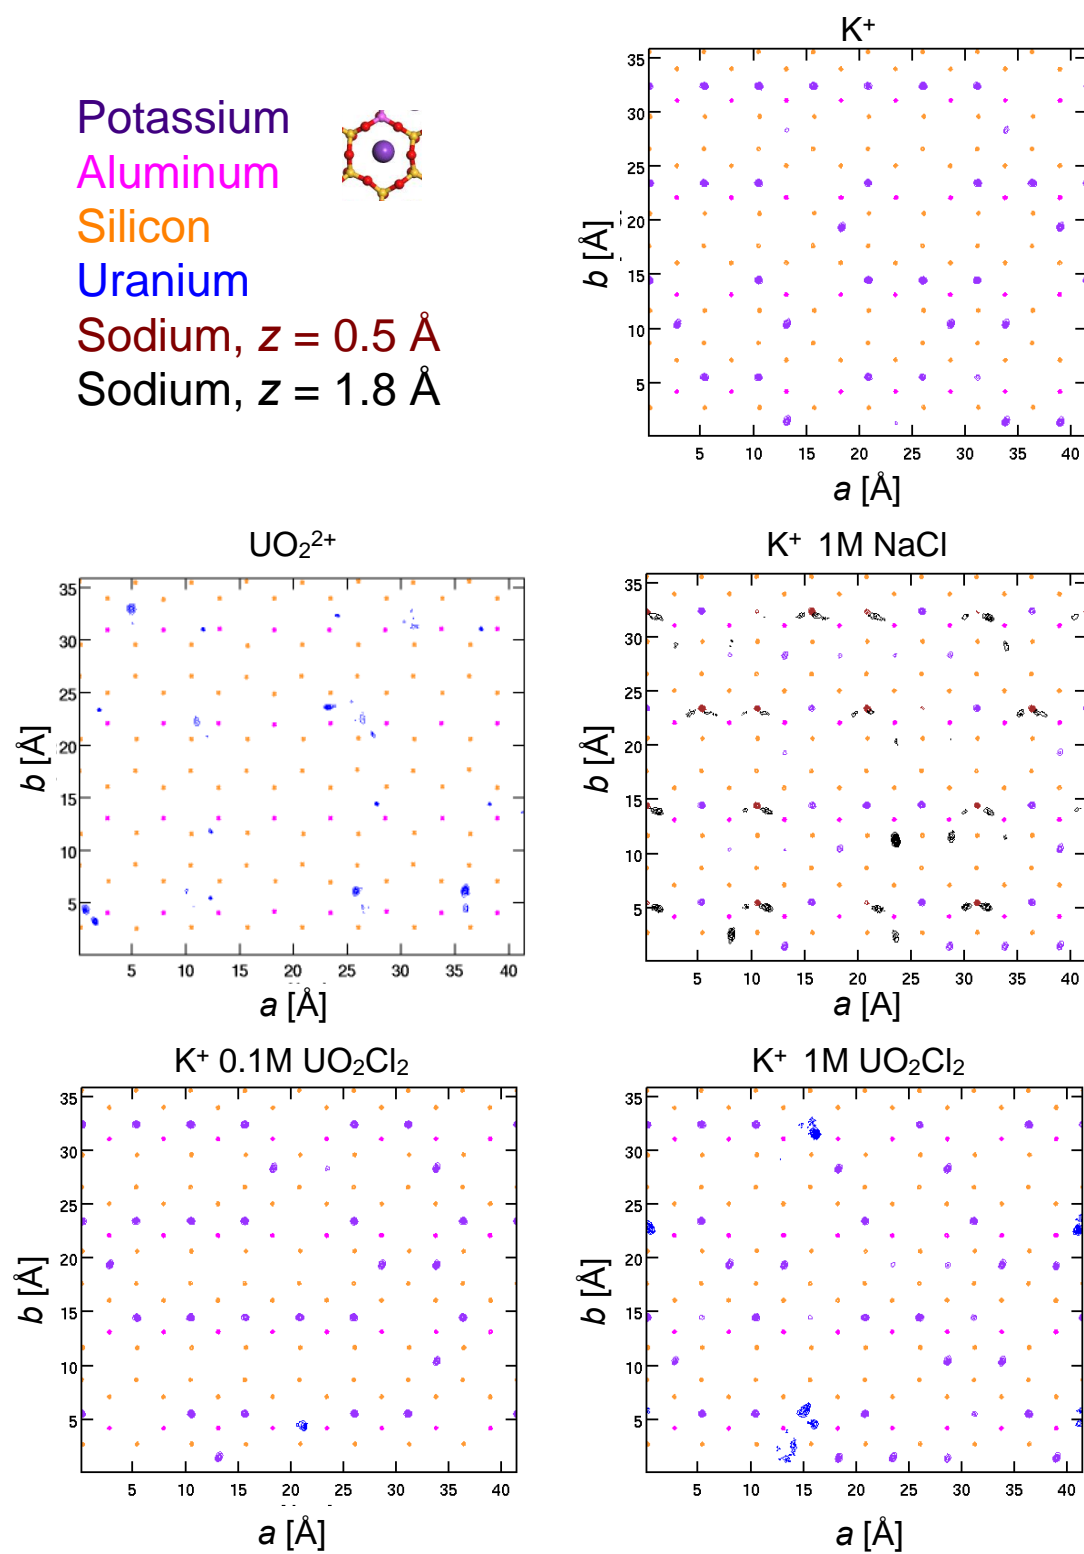 Potassium
Aluminum
Silicon
Uranium
Sodium, z = 0.5 Å
Sodium, z = 1.8 Å
K⁺
35
30
25
20
15
10
5
b [Å]
5 10 15 20 25 30 35 40
a [Å]
UO₂²⁺
35
30
25
20
15
10
5
b [Å]
5 10 15 20 25 30 35 40
a [Å]
K⁺ 1M NaCl
35
30
25
20
15
10
5
b [Å]
5 10 15 20 25 30 35 40
a [A]
K⁺ 0.1M UO₂Cl₂
35
30
25
20
15
10
5
b [Å]
5 10 15 20 25 30 35 40
a [Å]
K⁺ 1M UO₂Cl₂
35
30
25
20
15
10
5
b [Å]
5 10 15 20 25 30 35 40
a [Å]